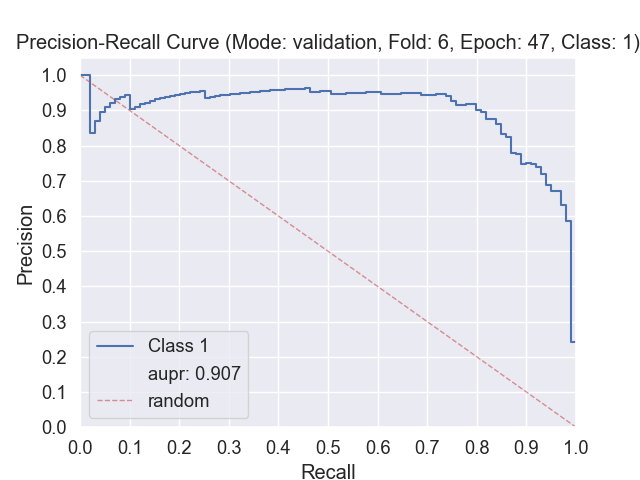 Precision-Recall Curve (Mode: validation, Fold: 6, Epoch: 47, Class: 1)
1.0
0.9
0.8
0.7
0.6
0.5
0.4
0.3
0.2
0.1
0.0
Precision
Class 1
aupr: 0.907
random
0.0 0.1 0.2 0.3 0.4 0.5 0.6 0.7 0.8 0.9 1.0
Recall